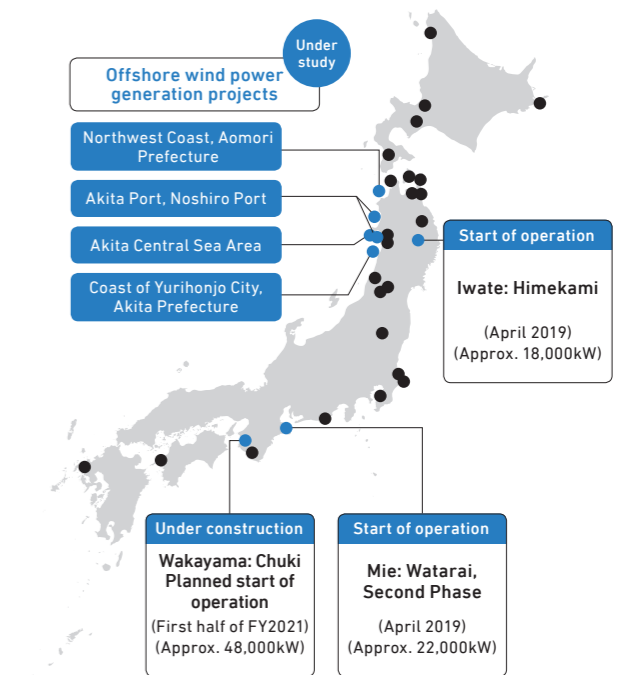 Under
study
Offshore wind power
generation projects
Northwest Coast, Aomori
Prefecture
Akita Port, Noshiro Port
Akita Central Sea Area
Coast of Yurihonjo City,
Akita Prefecture
Start of operation
Iwate: Himekami
(April 2019)
(Approx. 18,000kW)
Under construction
Wakayama: Chuki
Planned start of
operation
(First half of FY2021)
(Approx. 48,000kW)
Start of operation
Mie: Watarai,
Second Phase
(April 2019)
(Approx. 22,000kW)